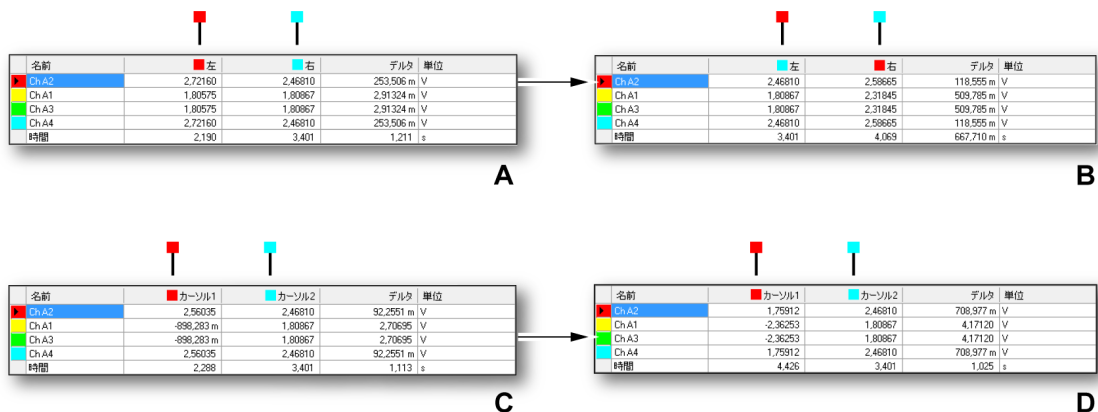 名前 左 右 デルタ 単位
Ch A2 2,72160 2,46810 253,506 m V
Ch A1 1,80575 1,80867 2,91324 m V
Ch A3 1,80575 1,80867 2,91324 m V
Ch A4 2,72160 2,46810 253,506 m V
時間 2,190 3,401 1,211 s
A
名前 左 右 デルタ 単位
Ch A2 2,46810 2,58665 118,555 m V
Ch A1 1,80867 2,31845 509,785 m V
Ch A3 1,80867 2,31845 509,785 m V
Ch A4 2,46810 2,58665 118,555 m V
時間 3,401 4,069 667,710 m s
B
名前 カーソル1 カーソル2 デルタ 単位
Ch A2 2,56035 2,46810 92,2551 m V
Ch A1 -898,283 m 1,80867 2,70695 V
Ch A3 -898,283 m 1,80867 2,70695 V
Ch A4 2,56035 2,46810 92,2551 m V
時間 2,288 3,401 1,113 s
C
名前 カーソル1 カーソル2 デルタ 単位
Ch A2 1,75912 2,46810 708,977 m V
Ch A1 -2,36253 1,80867 4,17120 V
Ch A3 -2,36253 1,80867 4,17120 V
Ch A4 1,75912 2,46810 708,977 m V
時間 4,426 3,401 1,025 s
D